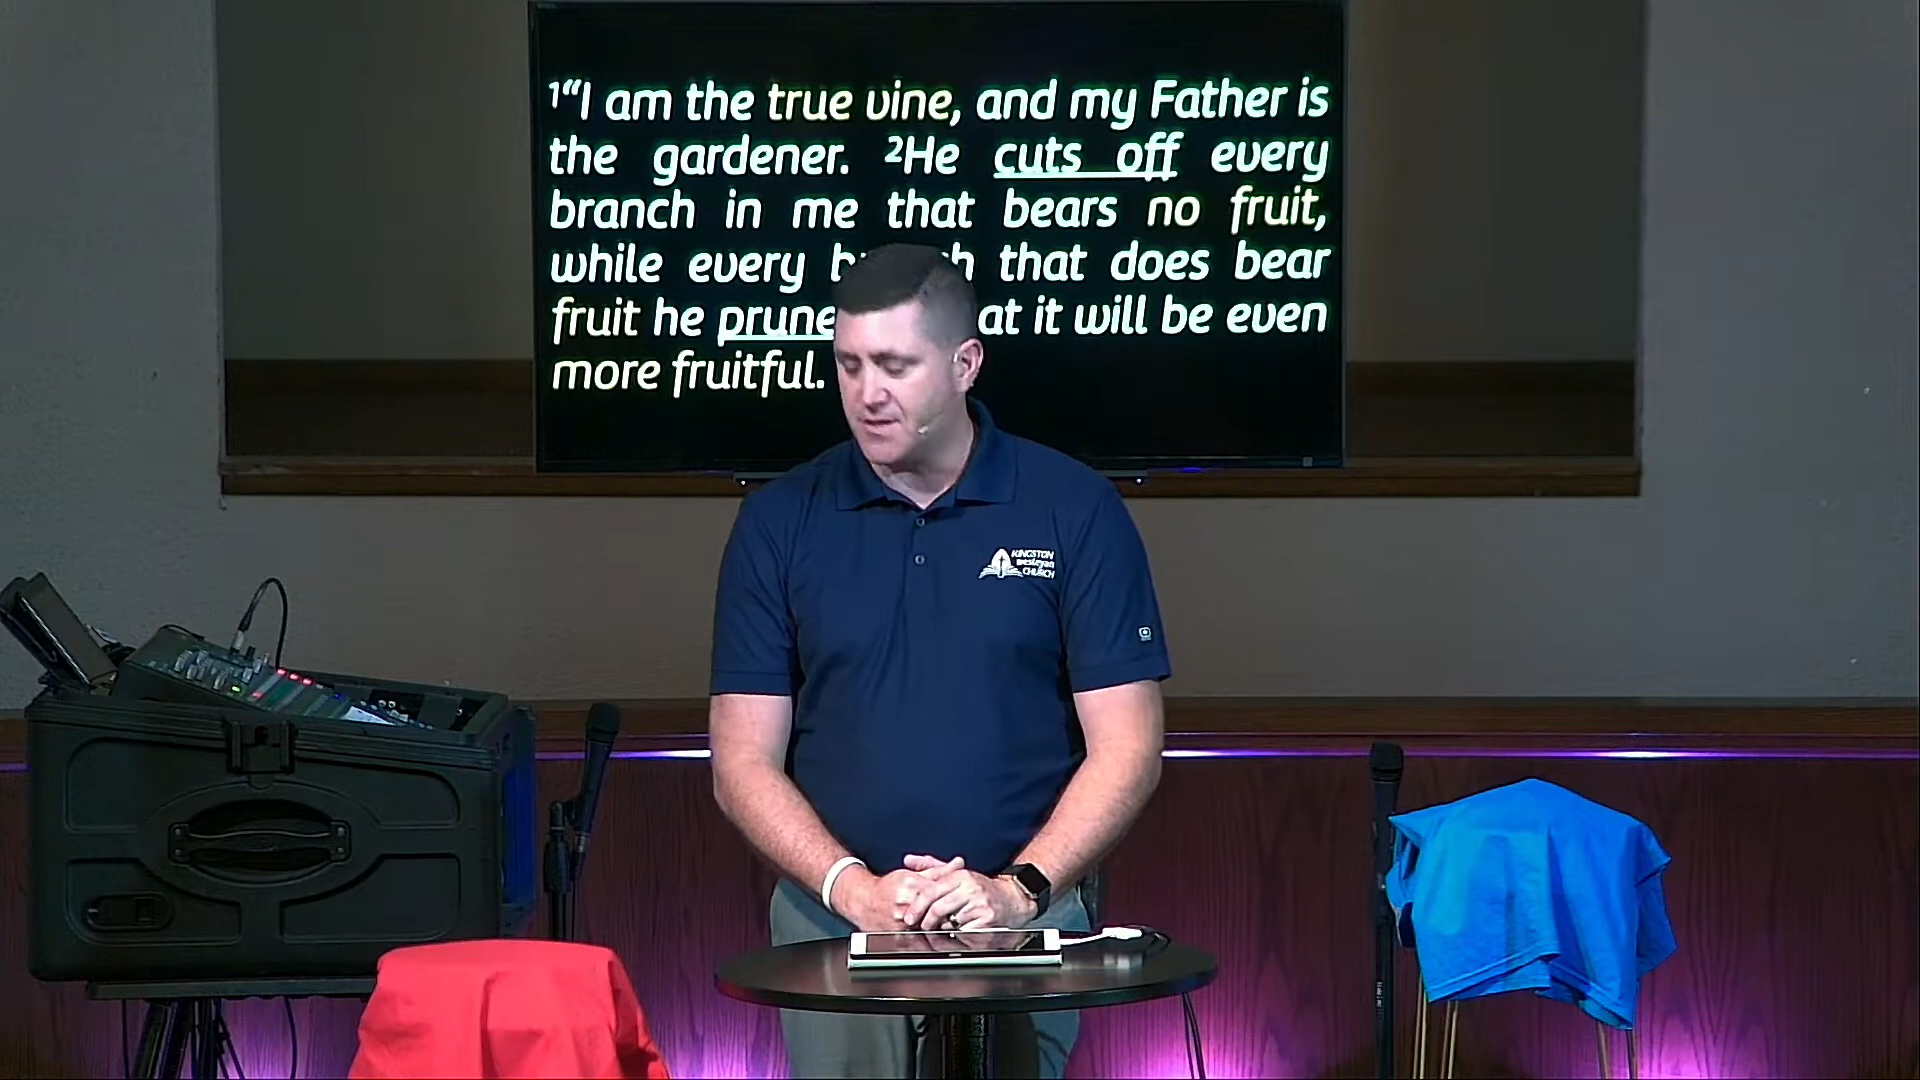 ¹“I am the true vine, and my Father is
the gardener. ²He cuts off every
branch in me that bears no fruit,
while every that does bear
fruit he at it will be even
more fruitful.
KINGSTON
Wesleyan
CHURCH